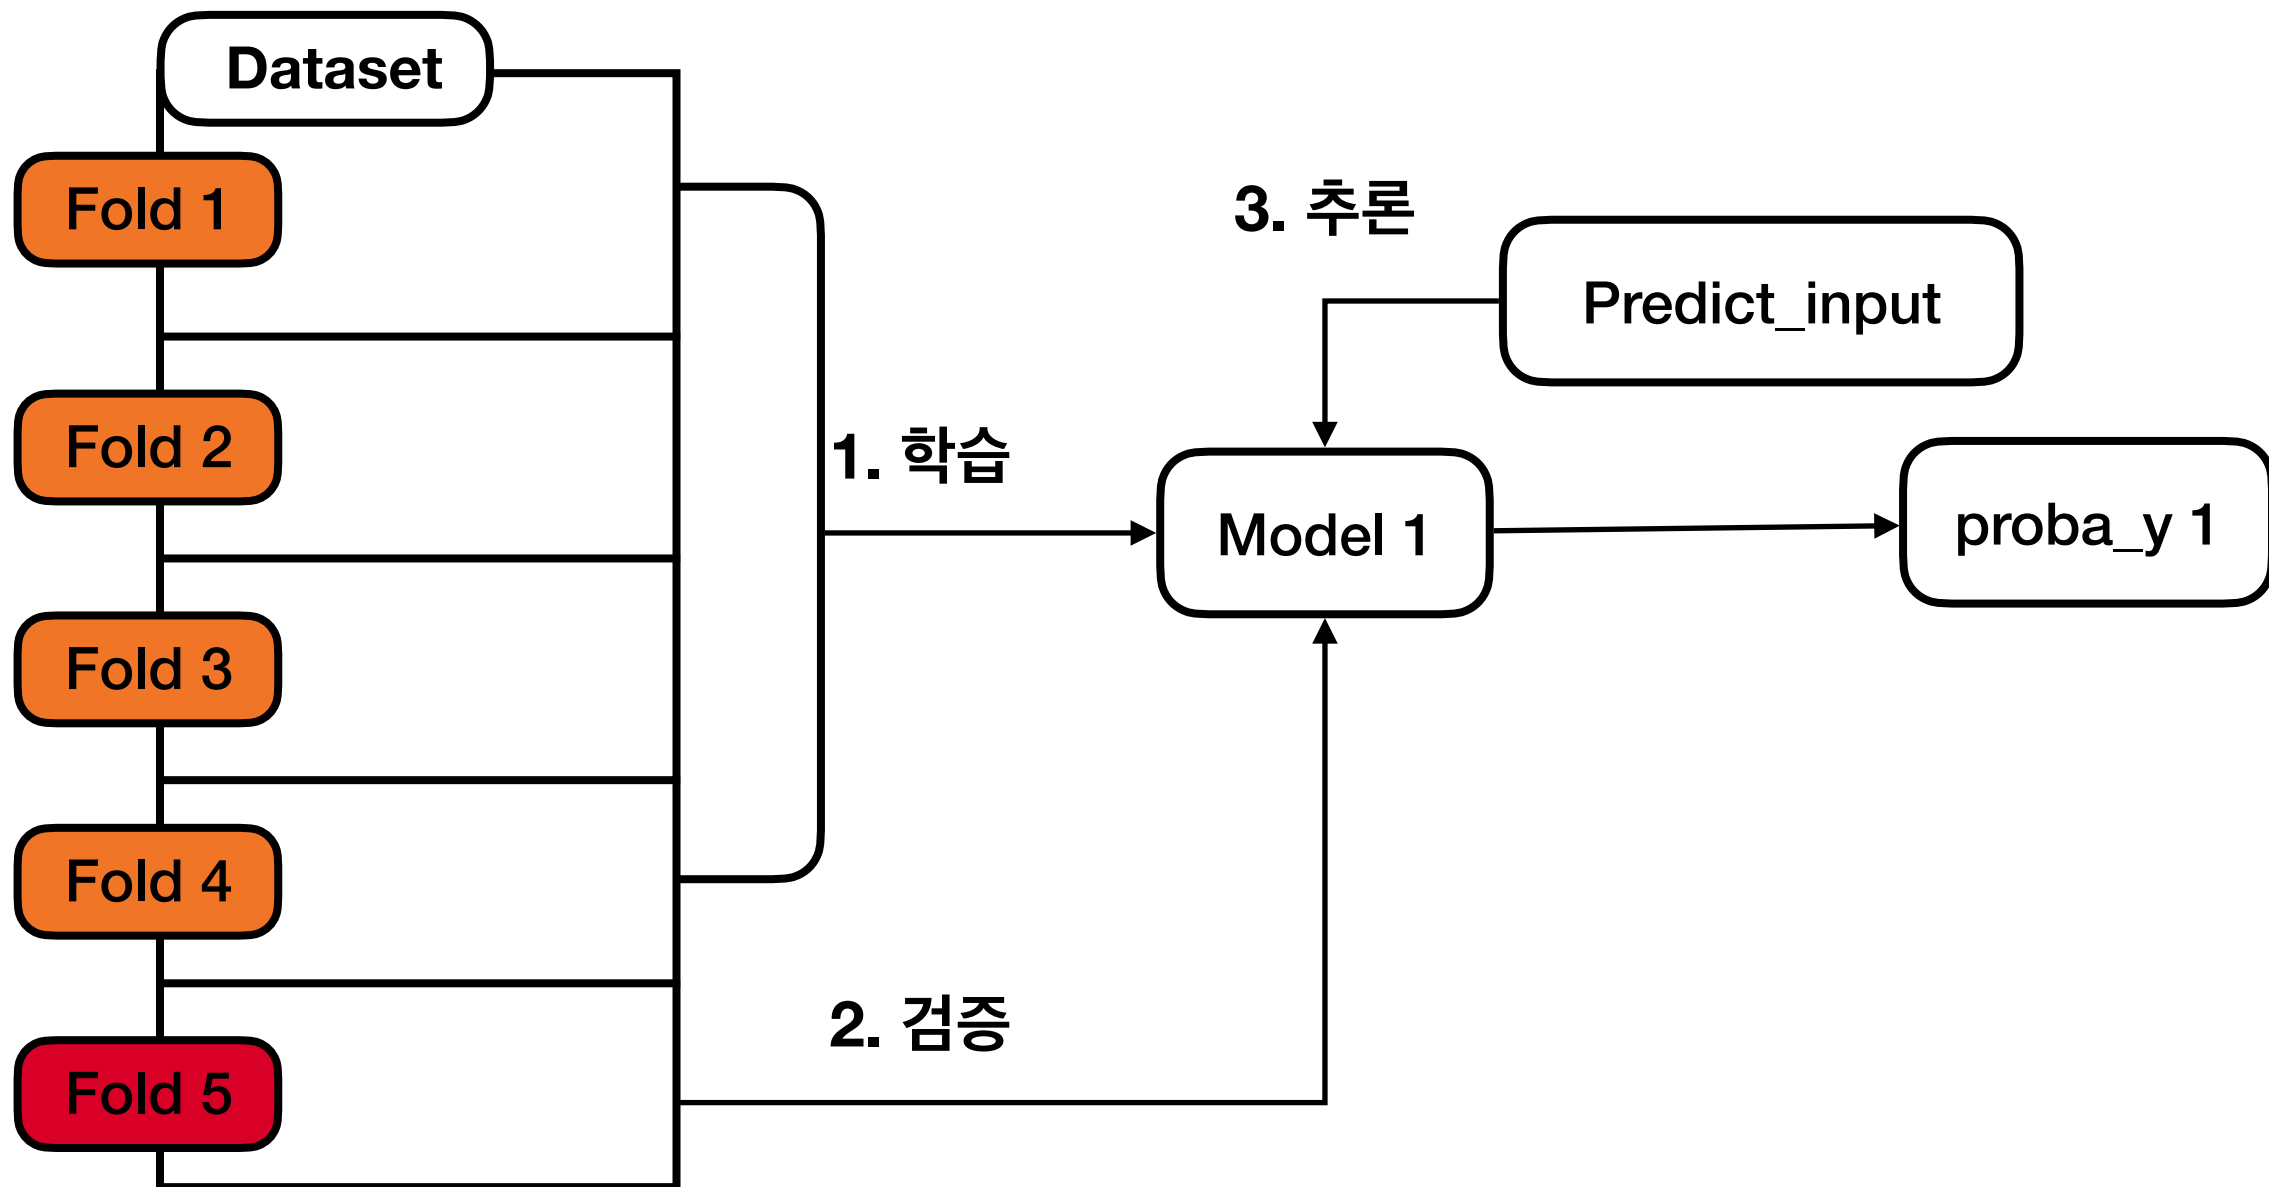 Dataset
Fold 1
Fold 2
Fold 3
Fold 4
Fold 5
1. 학습
2. 검증
3. 추론
Predict_input
Model 1
proba_y 1